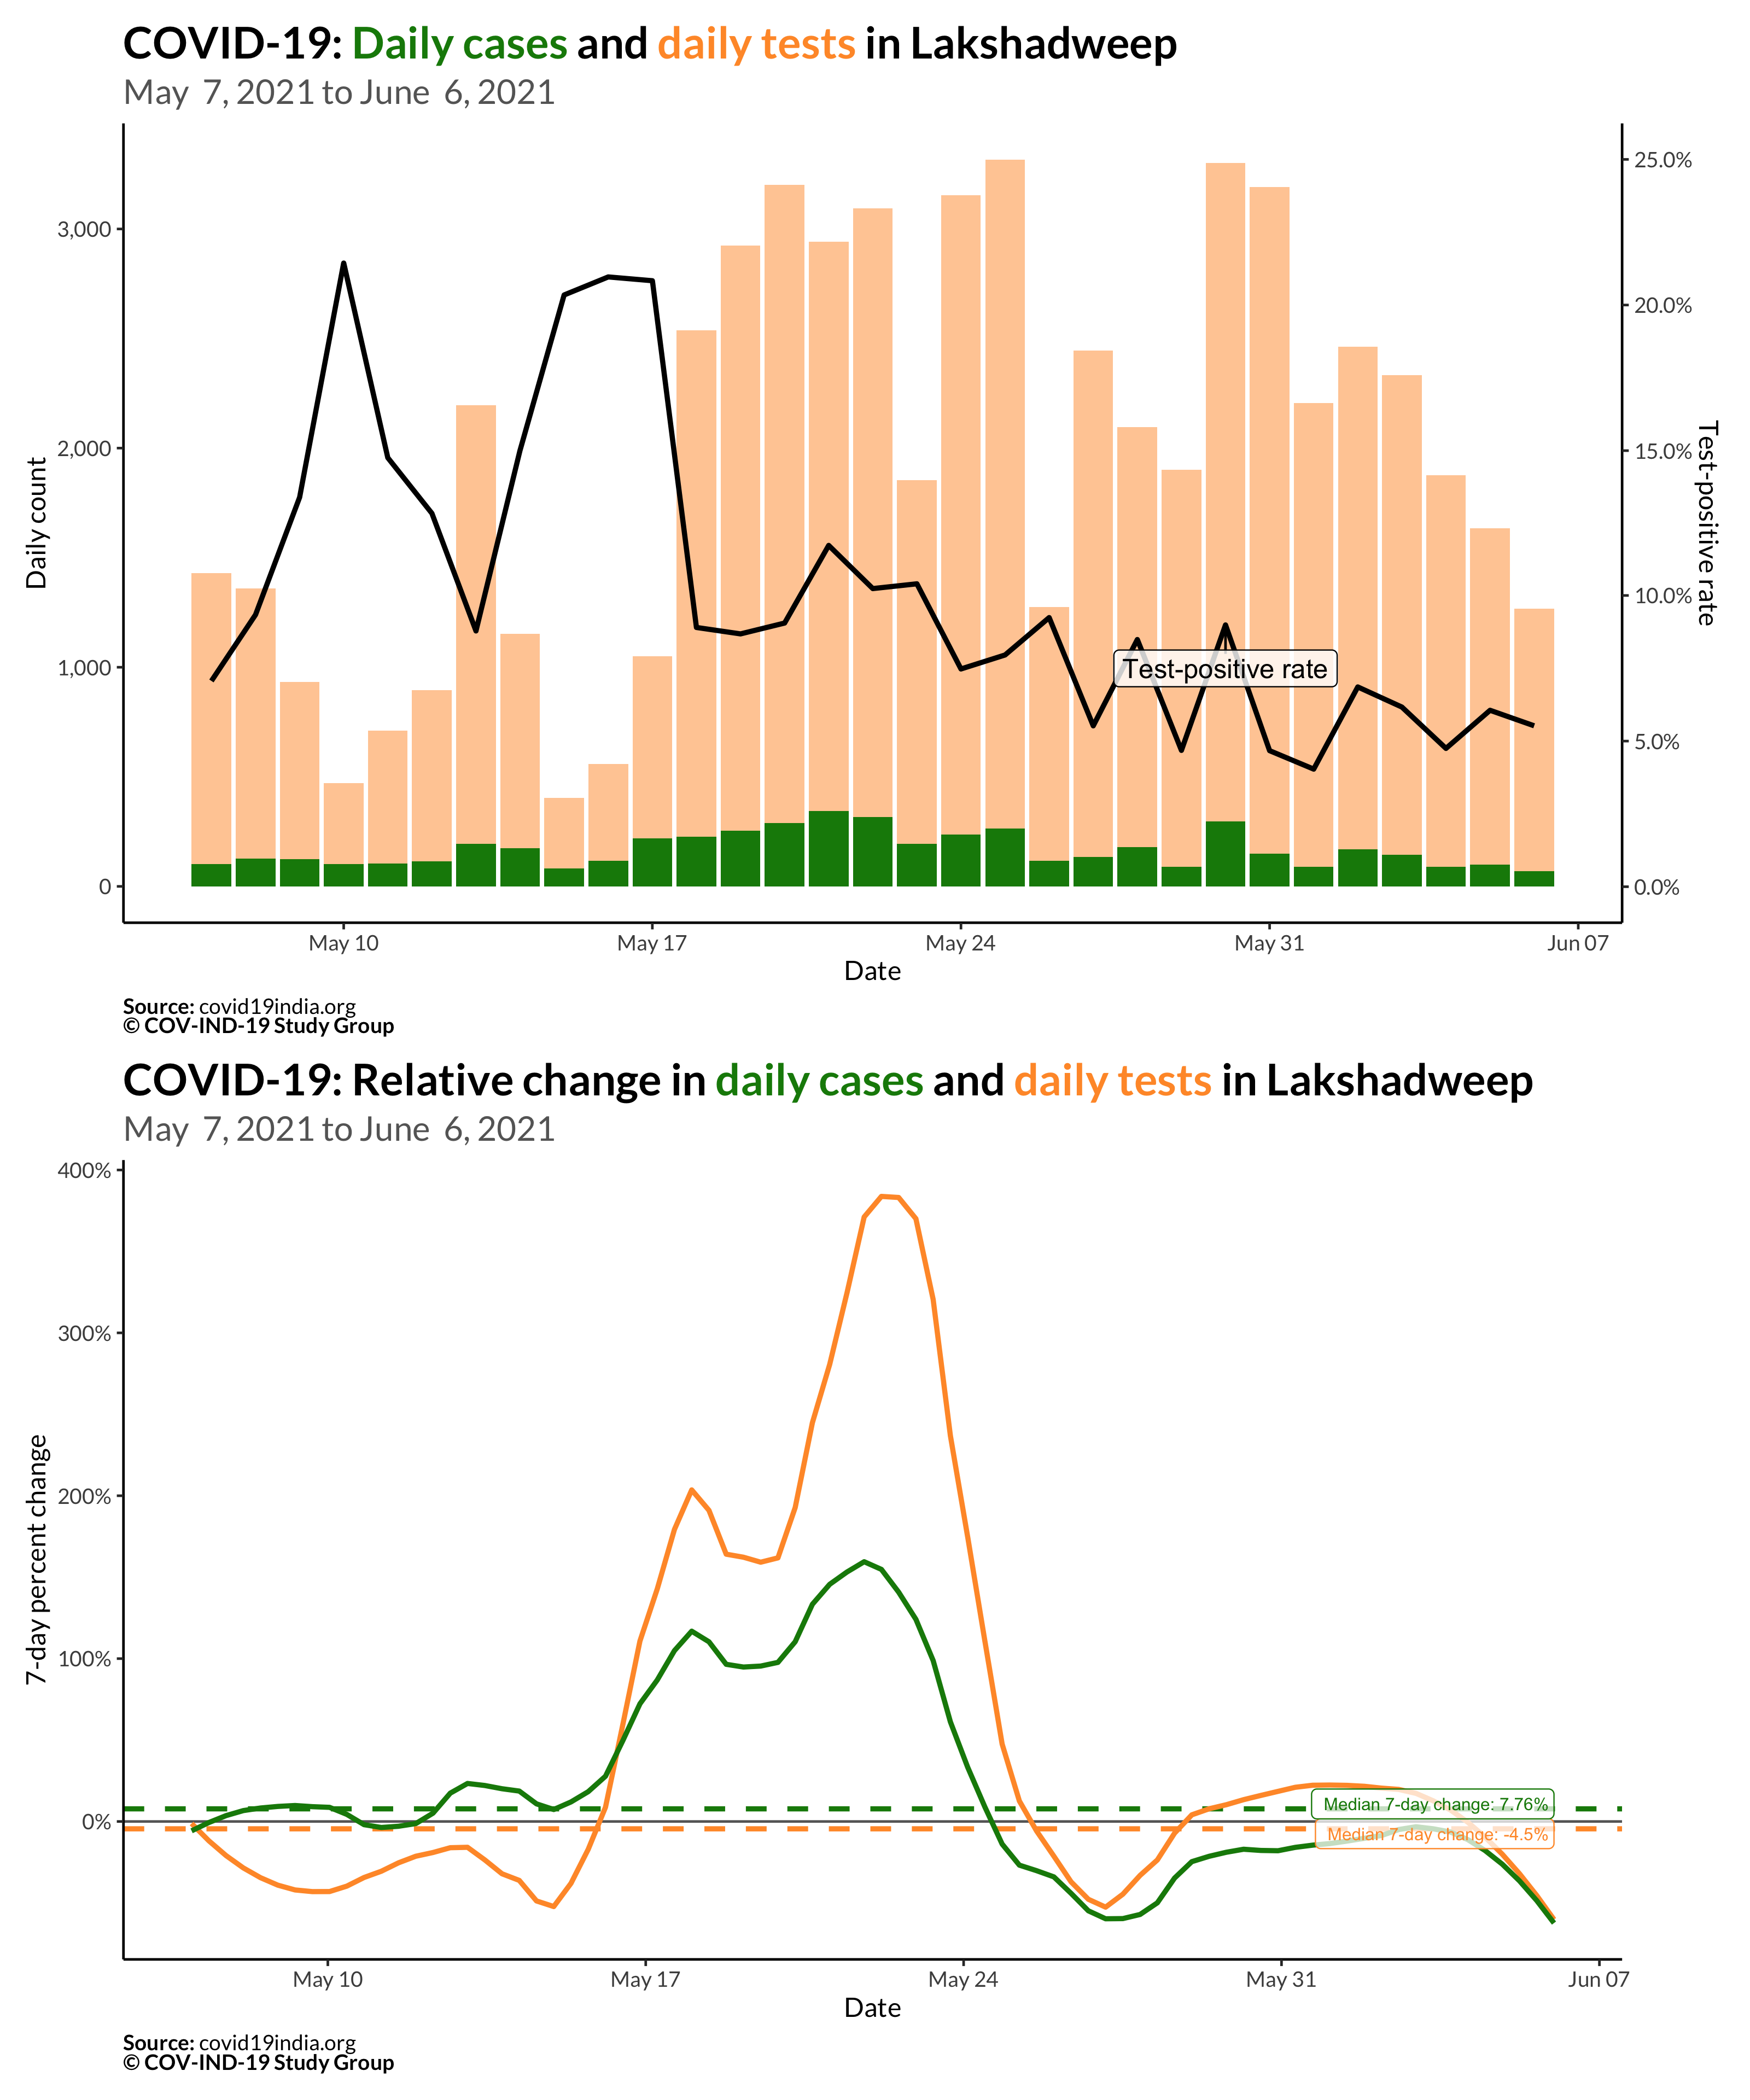 COVID-19: Daily cases and daily tests in Lakshadweep
May 7, 2021 to June 6, 2021
Daily count
3,000
2,000
1,000
0
25.0%
20.0%
15.0%
10.0%
5.0%
0.0%
Test-positive rate
Test-positive rate
May 10
May 17
May 24
May 31
Jun 07
Date
Source: covid19india.org
© COV-IND-19 Study Group
COVID-19: Relative change in daily cases and daily tests in Lakshadweep
May 7, 2021 to June 6, 2021
7-day percent change
400%
300%
200%
100%
0%
Median 7-day change: 7.76%
Median 7-day change: -4.5%
May 10
May 17
May 24
May 31
Jun 07
Date
Source: covid19india.org
© COV-IND-19 Study Group